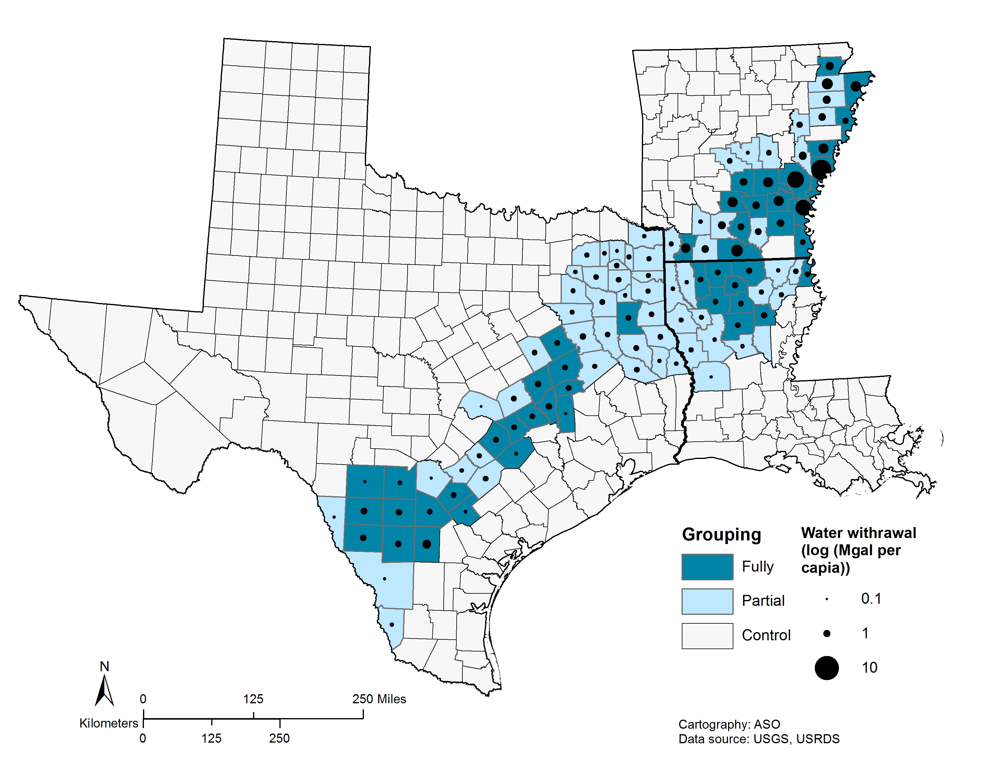 Grouping
Fully
Partial
Control
Water withrawal
(log (Mgal per
capia))
0.1
1
10
N
0 125 250 Miles
Kilometers
0 125 250
Cartography: ASO
Data source: USGS, USRDS